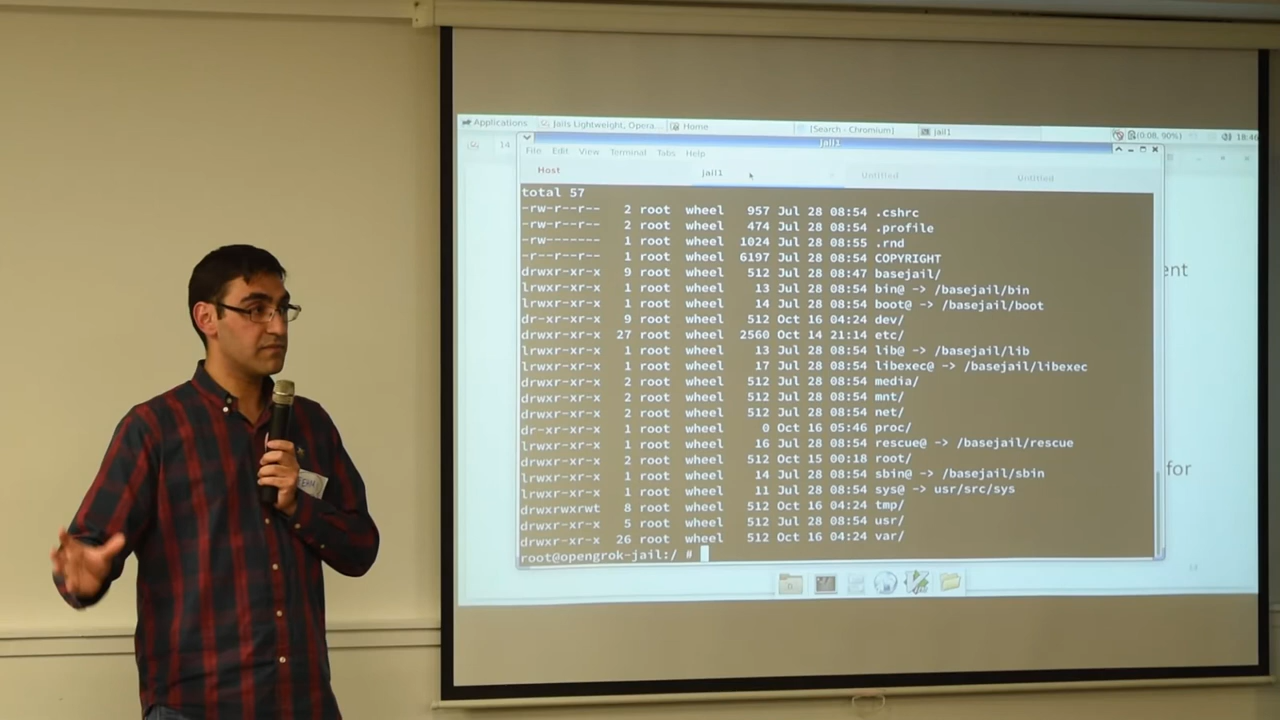 Applications Jails Lightweight, Opera... Home [Search - Chromium] jail1 (0:08, 90%) 18:46
14 jail1
File Edit View Terminal Tabs Help
Host jail1 Untitled Untitled
total 57
-rw-r--r-- 2 root wheel 957 Jul 28 08:54 .cshrc
-rw-r--r-- 2 root wheel 474 Jul 28 08:54 .profile
-rw------- 1 root wheel 1024 Jul 28 08:55 .rnd
-r--r--r-- 1 root wheel 6197 Jul 28 08:54 COPYRIGHT
drwxr-xr-x 9 root wheel 512 Jul 28 08:47 basejail/
lrwxr-xr-x 1 root wheel 13 Jul 28 08:54 bin@ -> /basejail/bin
lrwxr-xr-x 1 root wheel 14 Jul 28 08:54 boot@ -> /basejail/boot
dr-xr-xr-x 9 root wheel 512 Oct 16 04:24 dev/
drwxr-xr-x 27 root wheel 2560 Oct 14 21:14 etc/
lrwxr-xr-x 1 root wheel 13 Jul 28 08:54 lib@ -> /basejail/lib
lrwxr-xr-x 1 root wheel 17 Jul 28 08:54 libexec@ -> /basejail/libexec
drwxr-xr-x 2 root wheel 512 Jul 28 08:54 media/
drwxr-xr-x 2 root wheel 512 Jul 28 08:54 mnt/
drwxr-xr-x 2 root wheel 512 Jul 28 08:54 net/
dr-xr-xr-x 1 root wheel 0 Oct 16 05:46 proc/
lrwxr-xr-x 1 root wheel 16 Jul 28 08:54 rescue@ -> /basejail/rescue
drwxr-xr-x 2 root wheel 512 Oct 15 00:18 root/
lrwxr-xr-x 1 root wheel 14 Jul 28 08:54 sbin@ -> /basejail/sbin
lrwxr-xr-x 1 root wheel 11 Jul 28 08:54 sys@ -> usr/src/sys
drwxrwxrwt 8 root wheel 512 Oct 16 04:24 tmp/
drwxr-xr-x 5 root wheel 512 Jul 28 08:54 usr/
drwxr-xr-x 26 root wheel 512 Oct 16 04:24 var/
root@opengrok-jail:/ #
ent
for